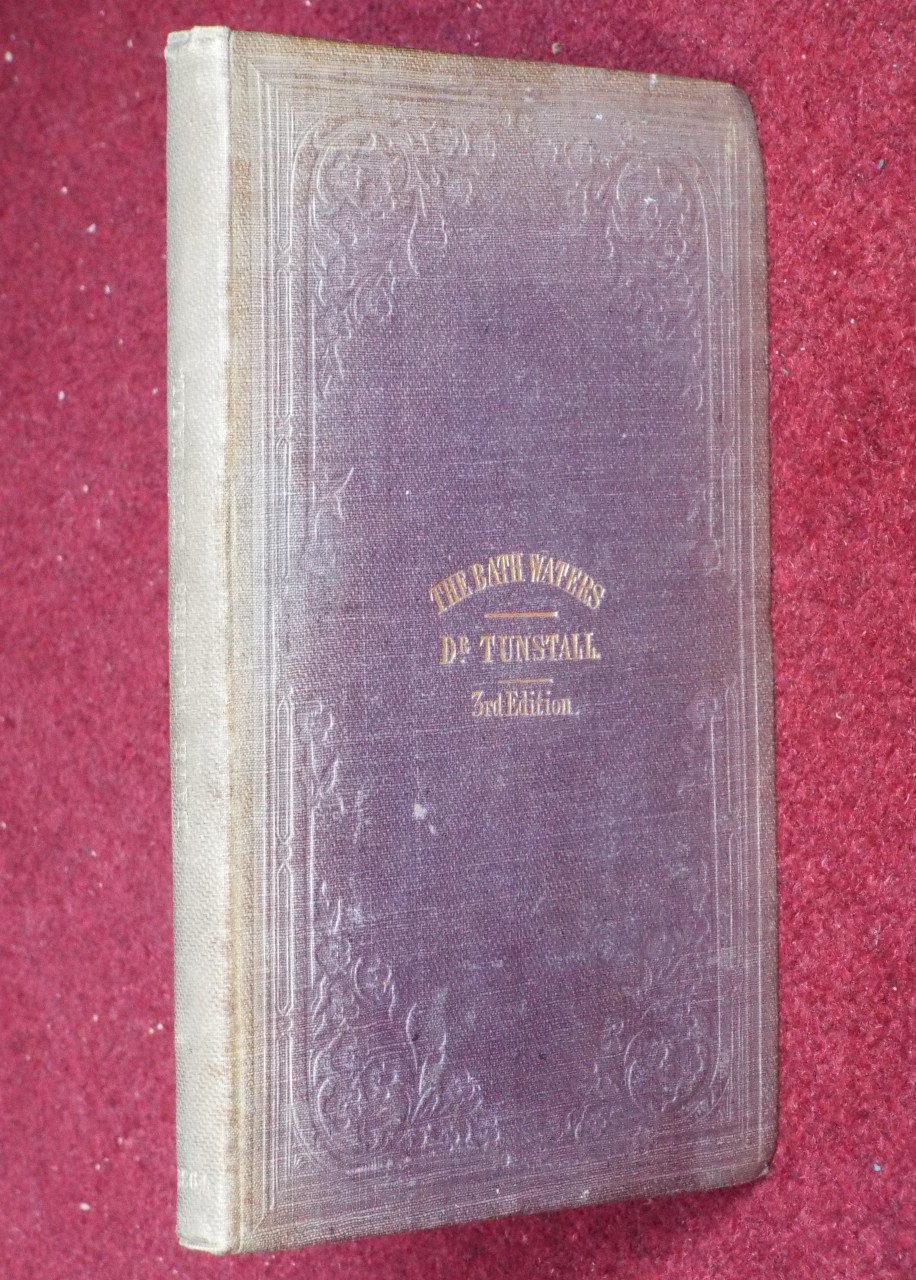 THE BATH WATERS
DR. TUNSTALL.
3rd Edition.